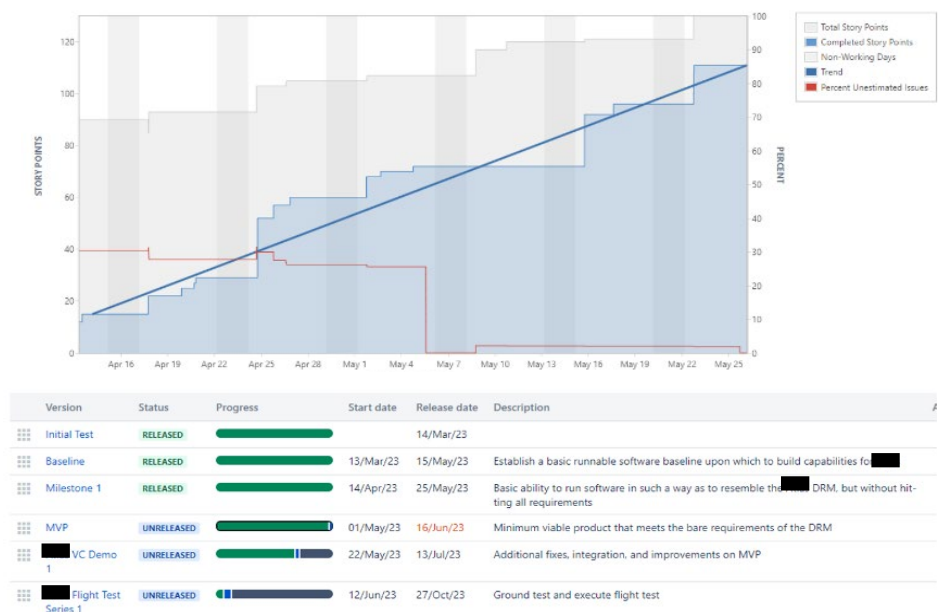 100
120
90
100
80
70
80
60
60
50
40
40
30
20
20
10
0
0
STORY POINTS
PERCENT
Apr 16 Apr 19 Apr 22 Apr 25 Apr 28 May 1 May 4 May 7 May 10 May 13 May 16 May 19 May 22 May 25
Total Story Points
Completed Story Points
Non-Working Days
Trend
Percent Unestimated Issues
Version Status Progress Start date Release date Description A
Initial Test RELEASED 14/Mar/23
Baseline RELEASED 13/Mar/23 15/May/23 Establish a basic runnable software baseline upon which to build capabilities fo
Milestone 1 RELEASED 14/Apr/23 25/May/23 Basic ability to run software in such a way as to resemble the DRM, but without hit-
ting all requirements
MVP UNRELEASED 01/May/23 16/Jun/23 Minimum viable product that meets the bare requirements of the DRM
VC Demo UNRELEASED 22/May/23 13/Jul/23 Additional fixes, integration, and improvements on MVP
1
Flight Test UNRELEASED 12/Jun/23 27/Oct/23 Ground test and execute flight test
Series 1